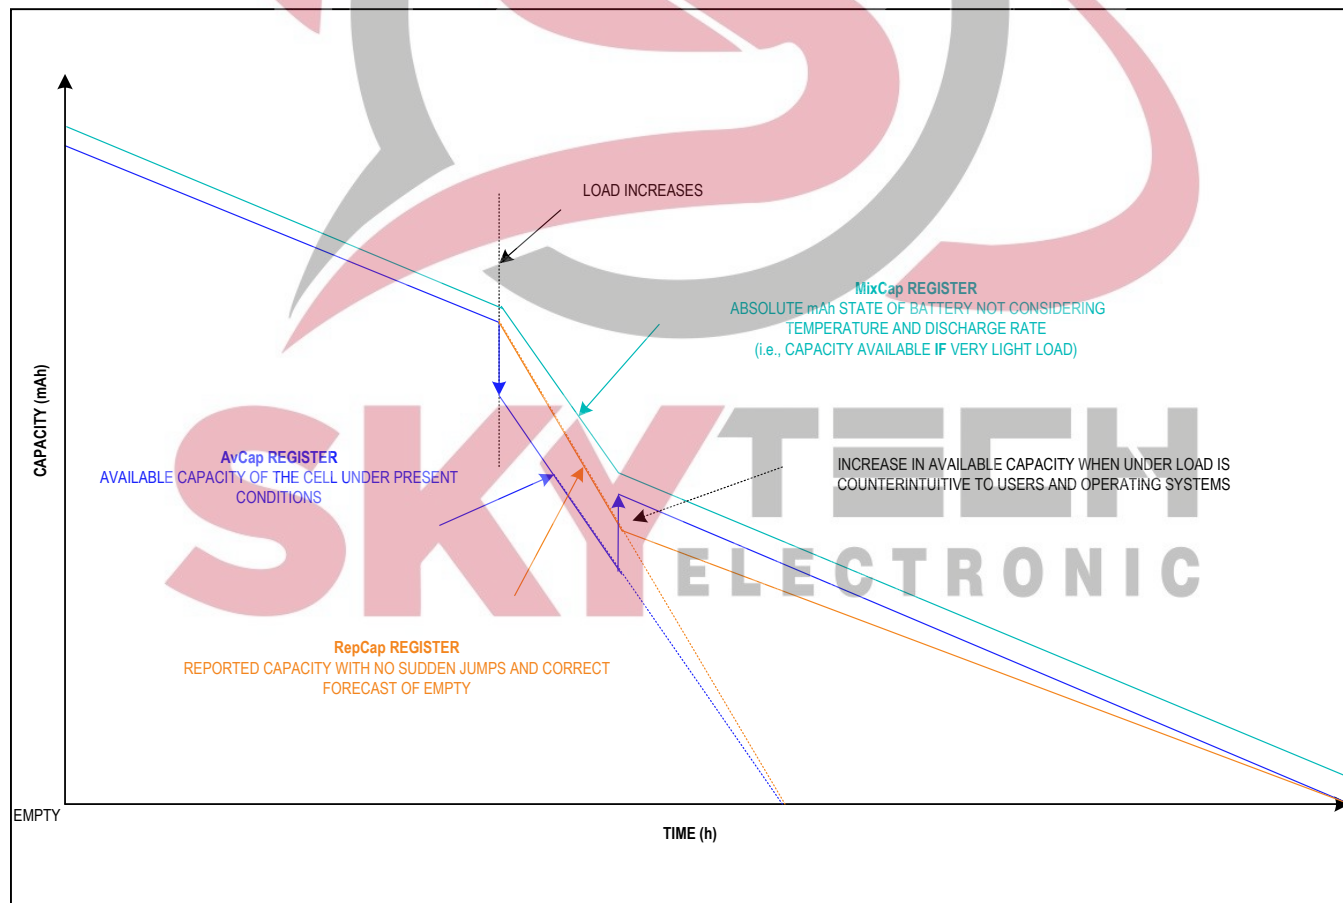 LOAD INCREASES
MixCap REGISTER
ABSOLUTE mAh STATE OF BATTERY NOT CONSIDERING
TEMPERATURE AND DISCHARGE RATE
(i.e., CAPACITY AVAILABLE IF VERY LIGHT LOAD)
CAPACITY (mAh)
SKYTECH
ELECTRONIC
AvCap REGISTER
AVAILABLE CAPACITY OF THE CELL UNDER PRESENT
CONDITIONS
INCREASE IN AVAILABLE CAPACITY WHEN UNDER LOAD IS
COUNTERINTUITIVE TO USERS AND OPERATING SYSTEMS
RepCap REGISTER
REPORTED CAPACITY WITH NO SUDDEN JUMPS AND CORRECT
FORECAST OF EMPTY
EMPTY
TIME (h)